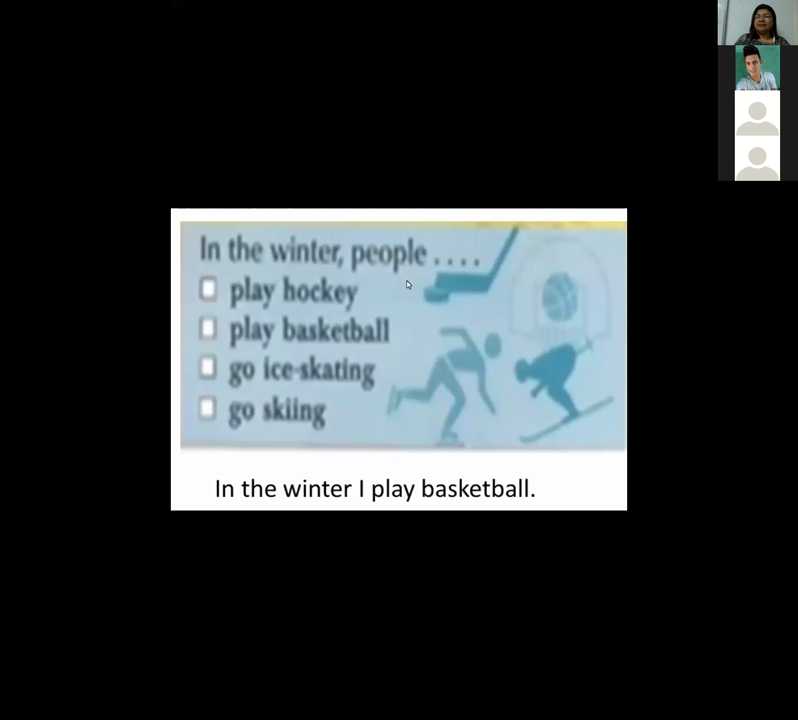 In the winter, people . . . .
play hockey
play basketball
go ice-skating
go skiing
In the winter I play basketball.